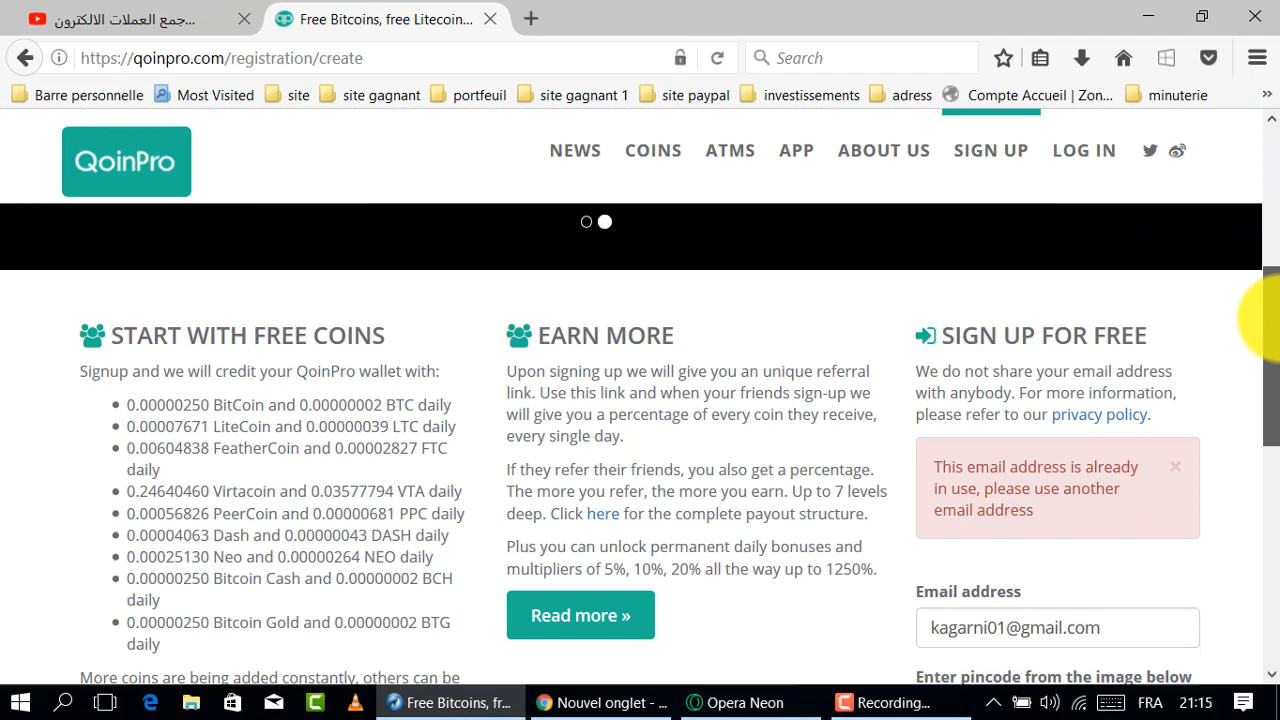 جمع العملات الالكترون...
Free Bitcoins, free Litecoin...
https://qoinpro.com/registration/create
Search
Barre personnelle
Most Visited
site
site gagnant
portfeuil
site gagnant 1
site paypal
investissements
adress
Compte Accueil | Zon...
minuterie
QoinPro
NEWS
COINS
ATMS
APP
ABOUT US
SIGN UP
LOG IN
START WITH FREE COINS
Signup and we will credit your QoinPro wallet with:
0.00000250 BitCoin and 0.00000002 BTC daily
0.00007671 LiteCoin and 0.00000039 LTC daily
0.00604838 FeatherCoin and 0.00002827 FTC
daily
0.24640460 Virtacoin and 0.03577794 VTA daily
0.00056826 PeerCoin and 0.00000681 PPC daily
0.00004063 Dash and 0.00000043 DASH daily
0.00025130 Neo and 0.00000264 NEO daily
0.00000250 Bitcoin Cash and 0.00000002 BCH
daily
0.00000250 Bitcoin Gold and 0.00000002 BTG
daily
More coins are being added constantly, others can be
EARN MORE
Upon signing up we will give you an unique referral
link. Use this link and when your friends sign-up we
will give you a percentage of every coin they receive,
every single day.
If they refer their friends, you also get a percentage.
The more you refer, the more you earn. Up to 7 levels
deep. Click here for the complete payout structure.
Plus you can unlock permanent daily bonuses and
multipliers of 5%, 10%, 20% all the way up to 1250%.
Read more »
SIGN UP FOR FREE
We do not share your email address
with anybody. For more information,
please refer to our privacy policy.
This email address is already
in use, please use another
email address
Email address
kagarni01@gmail.com
Enter pincode from the image below
Free Bitcoins, fr...
Nouvel onglet - ...
Opera Neon
Recording...
FRA
21:15